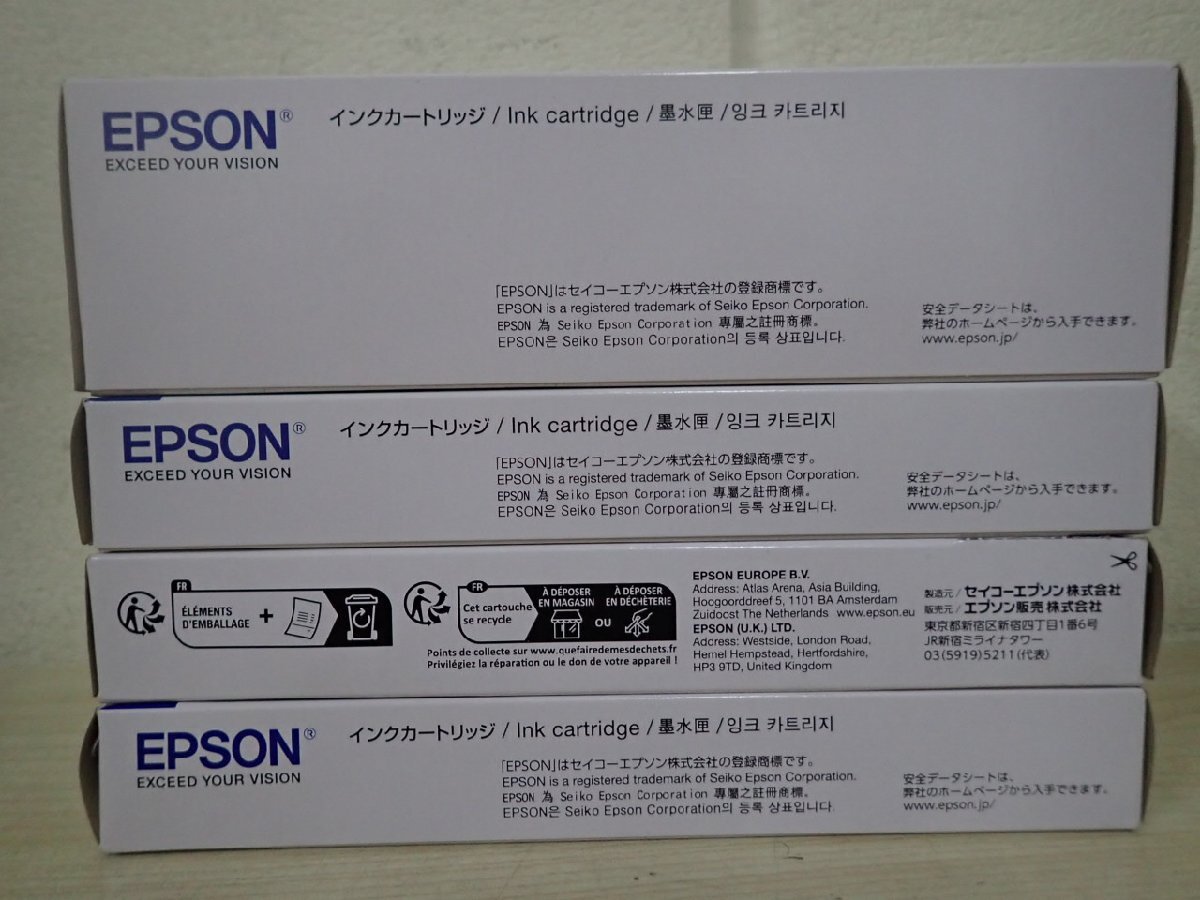 EPSON®
EXCEED YOUR VISION
インクカートリッジ / Ink cartridge / 墨水匣 / 잉크 카트리지
「EPSON」はセイコーエプソン株式会社の登録商標です。
EPSON is a registered trademark of Seiko Epson Corporation.
EPSON 為 Seiko Epson Corporation 專屬之註冊商標。
EPSON은 Seiko Epson Corporation의 등록 상표입니다.
安全データシートは、
弊社のホームページから入手できます。
www.epson.jp/
EPSON®
EXCEED YOUR VISION
インクカートリッジ / Ink cartridge / 墨水匣 / 잉크 카트리지
「EPSON」はセイコーエプソン株式会社の登録商標です。
EPSON is a registered trademark of Seiko Epson Corporation.
EPSON 為 Seiko Epson Corporation 專屬之註冊商標。
EPSON은 Seiko Epson Corporation의 등록 상표입니다.
安全データシートは、
弊社のホームページから入手できます。
www.epson.jp/
FR
ÉLÉMENTS
D'EMBALLAGE
+
FR
Cet cartouche
se recycle
À DÉPOSER
EN MAGASIN
OU
À DÉPOSER
EN DÉCHÈTERIE
Points de collecte sur www.quefairedemesdechets.fr
Privilégiez la réparation ou le don de votre appareil !
EPSON EUROPE B.V.
Address: Atlas Arena, Asia Building,
Hoogoorddreef 5, 1101 BA Amsterdam
Zuidocst The Netherlands www.epson.eu
EPSON (U.K.) LTD.
Address: Westside, London Road,
Hemel Hempstead, Hertfordshire,
HP3 9TD, United Kingdom
製造元 / セイコーエプソン株式会社
販売元 / エプソン販売株式会社
東京都新宿区新宿四丁目1番6号
JR新宿ミライナタワー
03(5919)5211(代表)
EPSON®
EXCEED YOUR VISION
インクカートリッジ / Ink cartridge / 墨水匣 / 잉크 카트리지
「EPSON」はセイコーエプソン株式会社の登録商標です。
EPSON is a registered trademark of Seiko Epson Corporation.
EPSON 為 Seiko Epson Corporation 專屬之註冊商標。
EPSON은 Seiko Epson Corporation의 등록 상표입니다.
安全データシートは、
弊社のホームページから入手できます。
www.epson.jp/